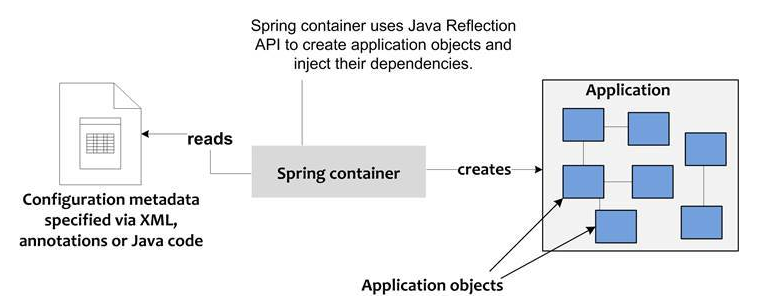 Spring container uses Java Reflection
API to create application objects and
inject their dependencies.
Application
reads
Spring container
creates
Configuration metadata
specified via XML,
annotations or Java code
Application objects